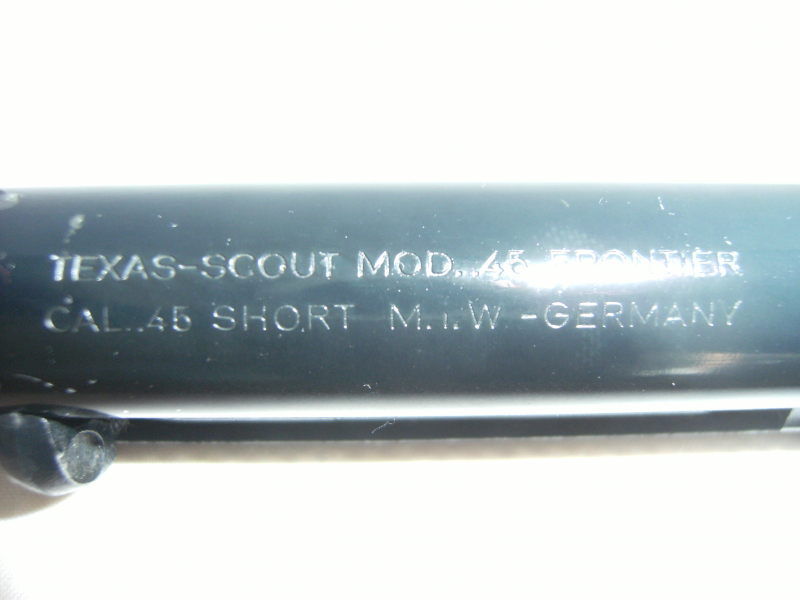 TEXAS-SCOUT MOD. .45 FRONTIER
CAL. .45 SHORT M.i.W.-GERMANY